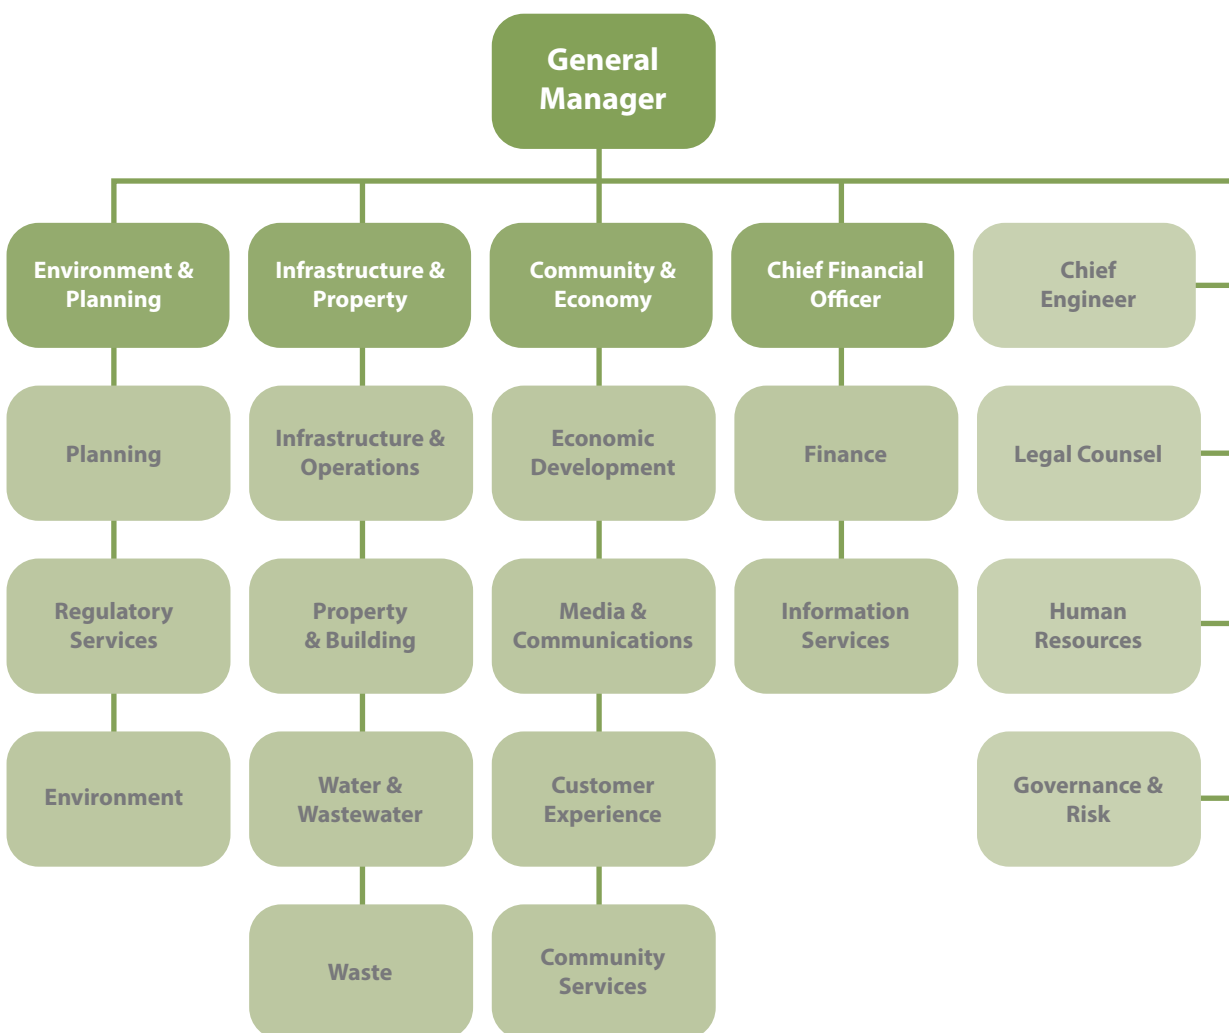 General
Manager
Environment &
Planning
Infrastructure &
Property
Community &
Economy
Chief Financial
Officer
Chief
Engineer
Planning
Infrastructure &
Operations
Economic
Development
Finance
Legal Counsel
Regulatory
Services
Property
& Building
Media &
Communications
Information
Services
Human
Resources
Environment
Water &
Wastewater
Customer
Experience
Governance &
Risk
Waste
Community
Services